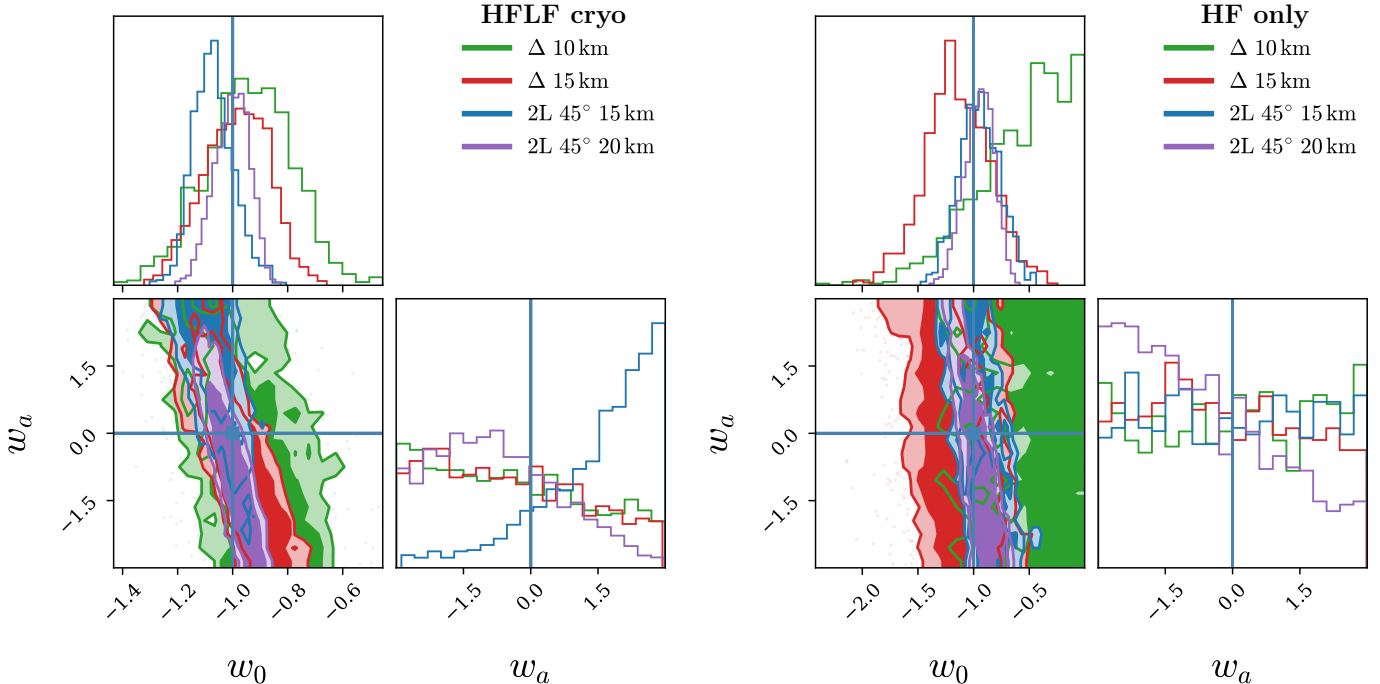 HFLF cryo
Δ 10 km
Δ 15 km
2L 45° 15 km
2L 45° 20 km
w_a
1.5
0.0
−1.5
−1.4 −1.2 −1.0 −0.8 −0.6
w_0
−1.5 0.0 1.5
w_a
HF only
Δ 10 km
Δ 15 km
2L 45° 15 km
2L 45° 20 km
w_a
1.5
0.0
−1.5
−2.0 −1.5 −1.0 −0.5
w_0
−1.5 0.0 1.5
w_a